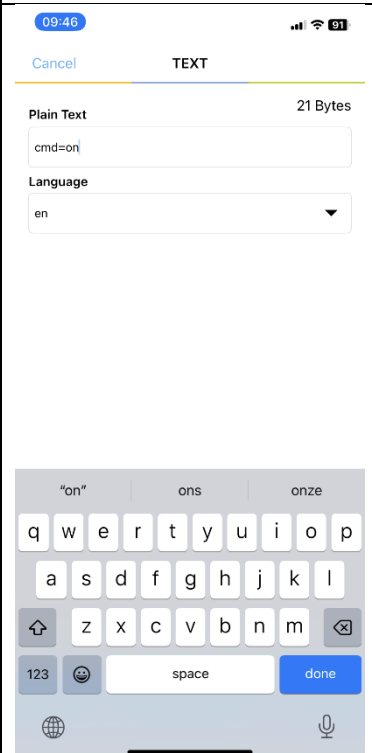 09:46
91
Cancel TEXT
21 Bytes
Plain Text
cmd=on
Language
en
“on” ons onze
q w e r t y u i o p
a s d f g h j k l
z x c v b n m
123 space done